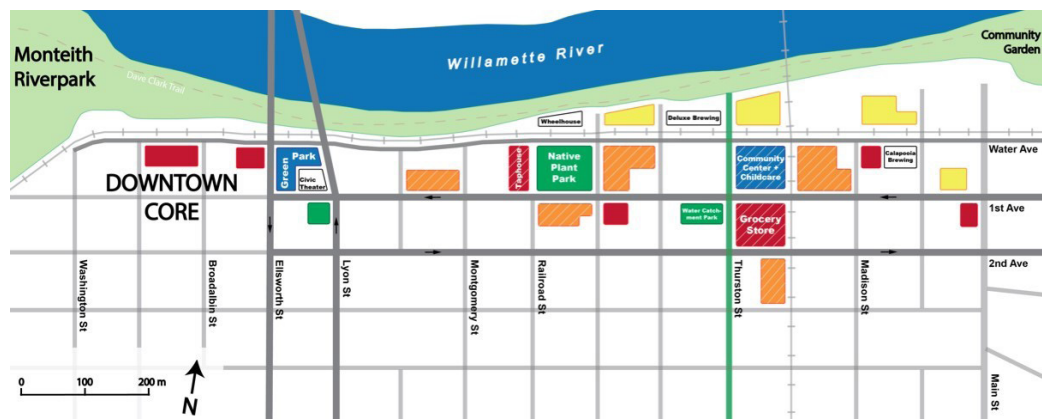 Monteith
Riverpark
Dave Clark Trail
Willamette River
Community
Garden
Wheelhouse
Deluxe Brewing
Water Ave
Green
Park
Civic
Theater
Taphouse
Native
Plant
Park
Community
Center +
Childcare
Calapooia
Brewing
DOWNTOWN
CORE
1st Ave
Water Catch-
ment Park
Grocery
Store
2nd Ave
Washington St
Broadalbin St
Ellsworth St
Lyon St
Montgomery St
Railroad St
Thurston St
Madison St
Main St
0 100 200 m
N